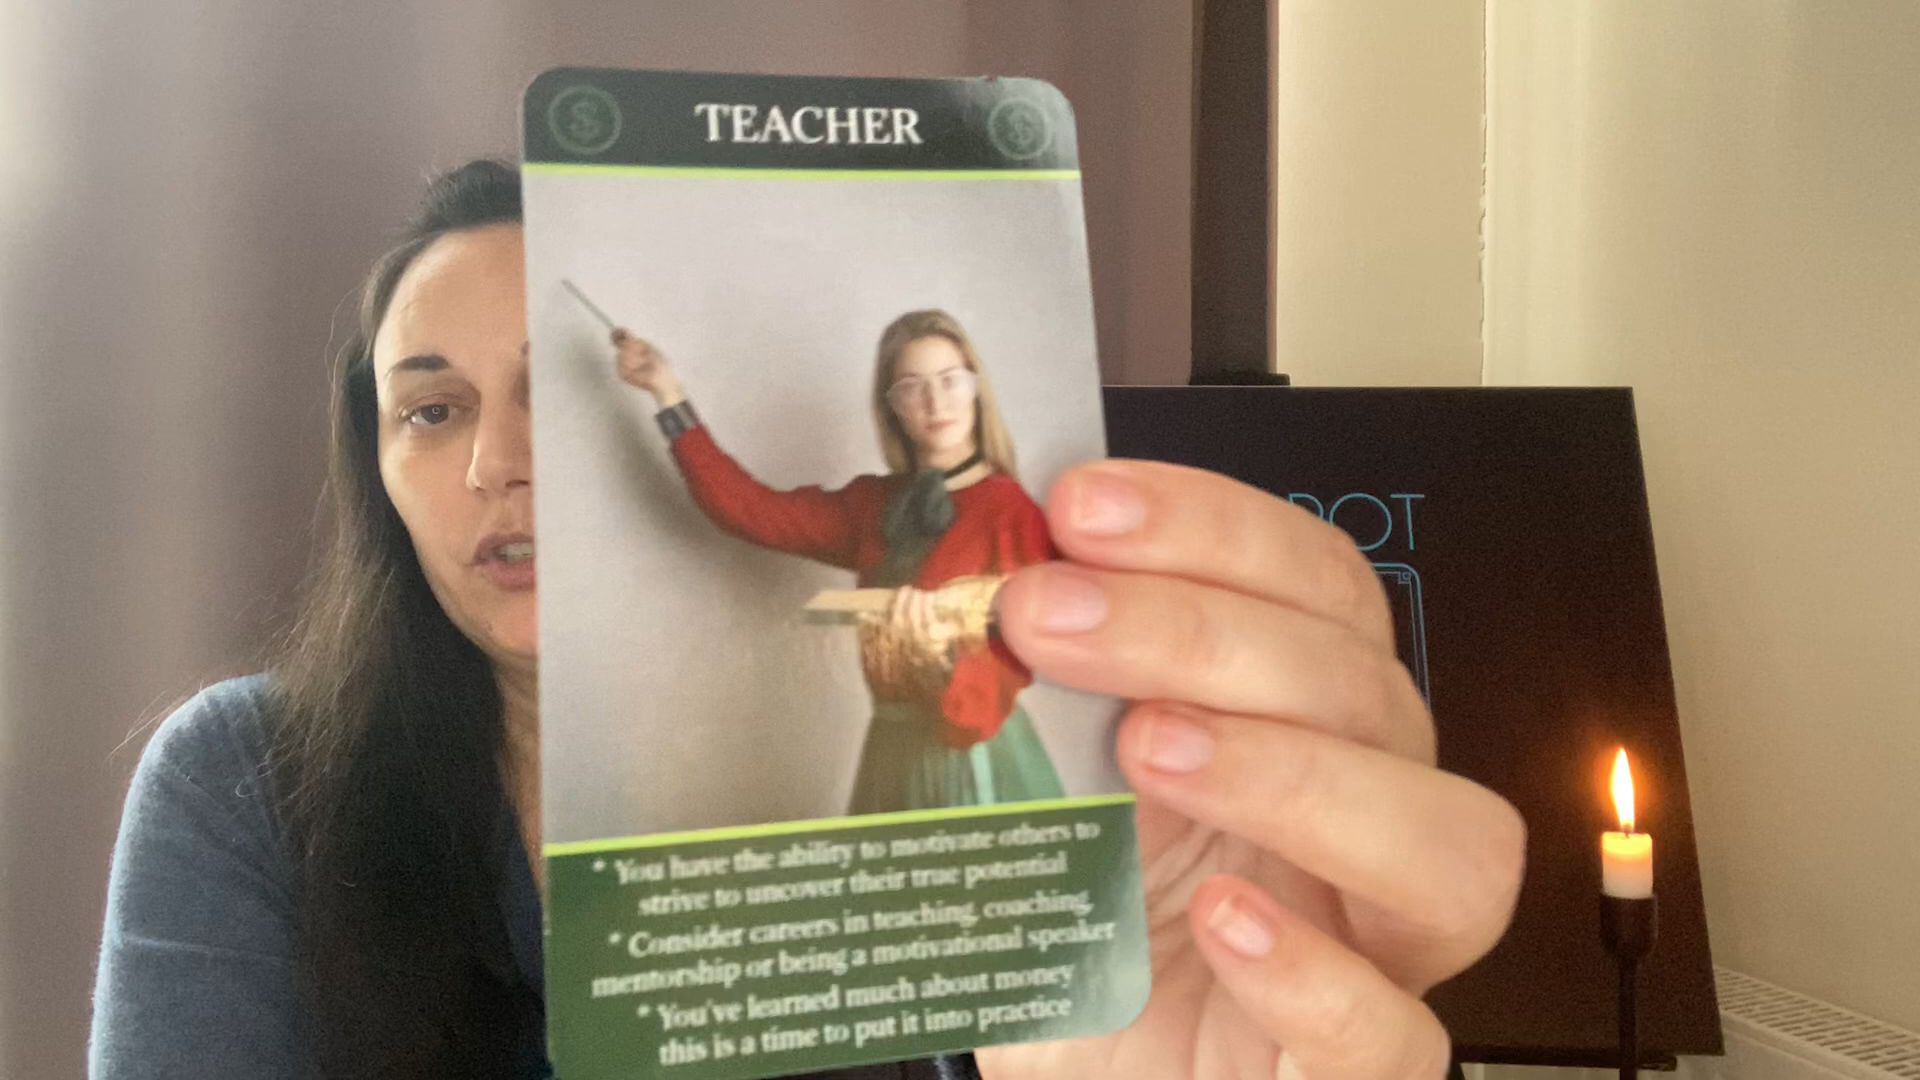 TEACHER
* You have the ability to motivate others to
strive to uncover their true potential
* Consider careers in teaching, coaching,
mentorship or being a motivational speaker
* You've learned much about money
this is a time to put it into practice
ROT